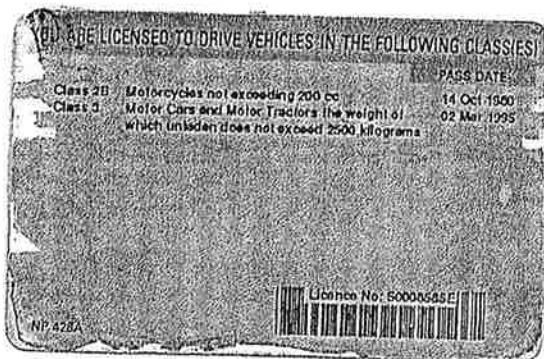 YOU ARE LICENSED TO DRIVE VEHICLES IN THE FOLLOWING CLASS(ES)
PASS DATE:
Class 2B Motorcycles not exceeding 200 cc 14 Oct 1980
Class 3 Motor Cars and Motor Tractors the weight of 02 Mar 1995
which unladen does not exceed 2500 kilograms
Licence No:
NP 428A